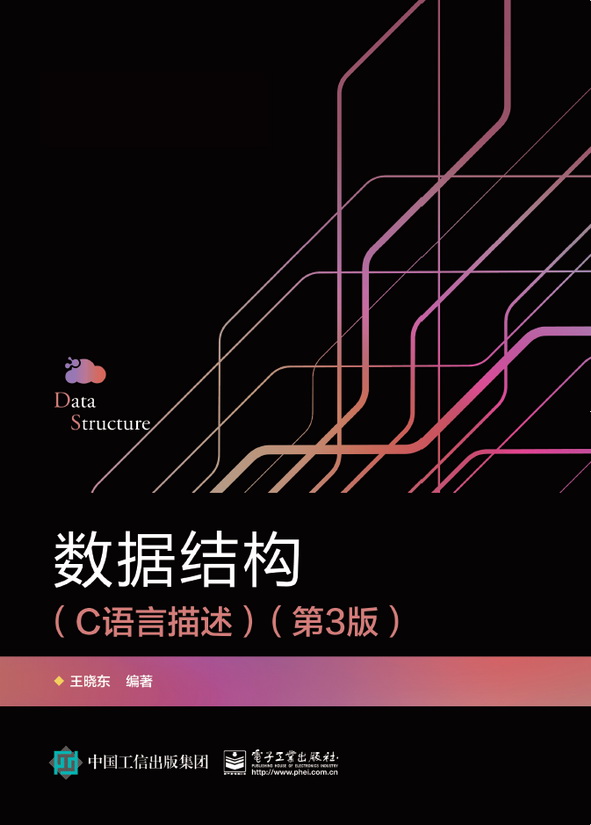 Data
Structure
数据结构
（C语言描述）（第3版）
王晓东 编著
中国工信出版集团
电子工业出版社
PUBLISHING HOUSE OF ELECTRONICS INDUSTRY
http://www.phei.com.cn